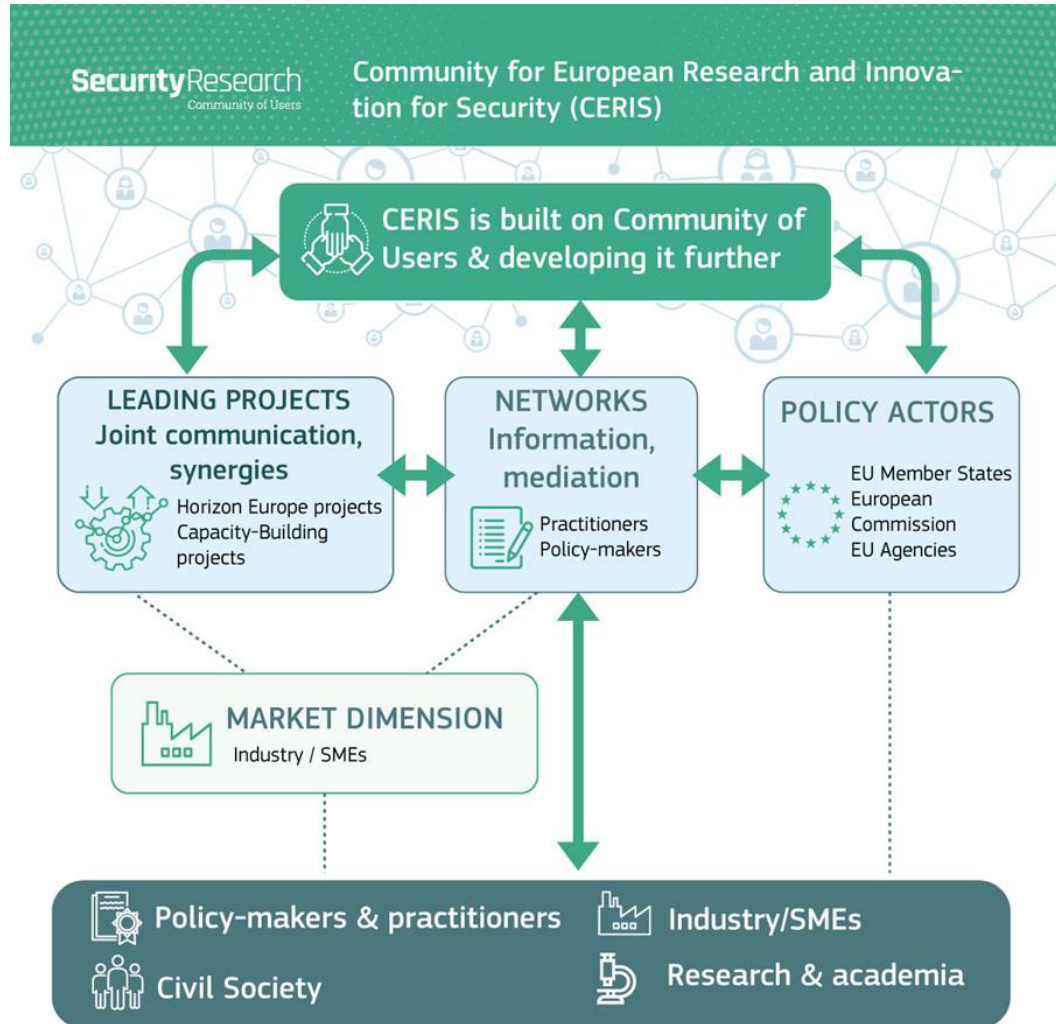 SecurityResearch
Community of Users
Community for European Research and Innova-
tion for Security (CERIS)
CERIS is built on Community of
Users & developing it further
LEADING PROJECTS
Joint communication,
synergies
Horizon Europe projects
Capacity-Building
projects
NETWORKS
Information,
mediation
Practitioners
Policy-makers
POLICY ACTORS
EU Member States
European
Commission
EU Agencies
MARKET DIMENSION
Industry / SMEs
Policy-makers & practitioners
Industry/SMEs
Civil Society
Research & academia